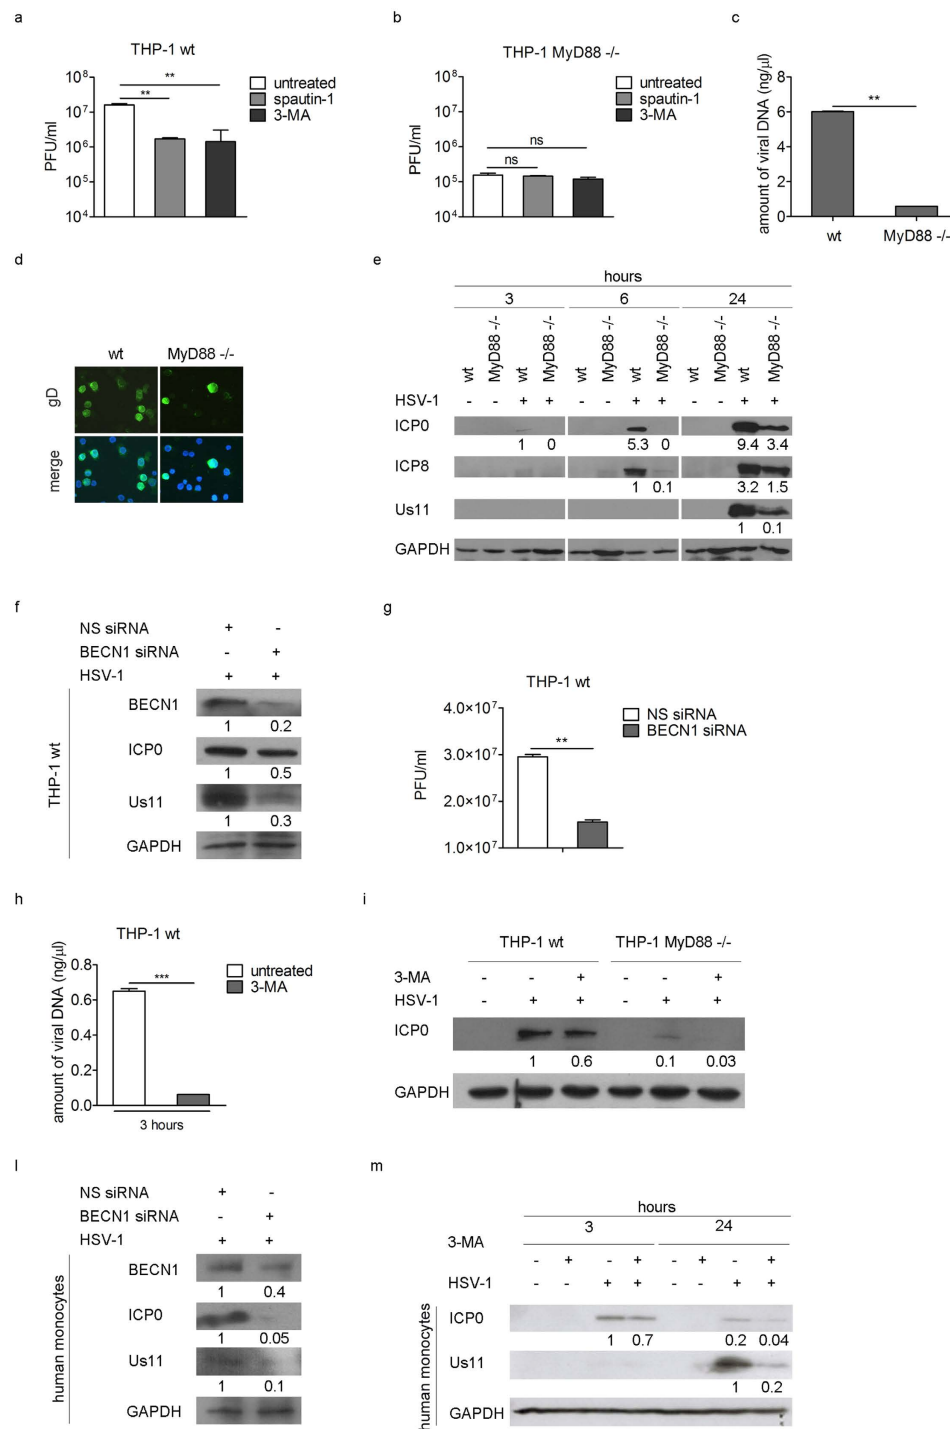 a
THP-1 wt
10⁸
10⁷
10⁶
10⁵
10⁴
PFU/ml
**
**
untreated
spautin-1
3-MA
b
THP-1 MyD88 -/-
10⁸
10⁷
10⁶
10⁵
10⁴
PFU/ml
ns
ns
untreated
spautin-1
3-MA
c
amount of viral DNA (ng/µl)
8
6
4
2
0
**
wt MyD88 -/-
d
wt MyD88 -/-
gD
merge
e
hours
3 6 24
wt MyD88 -/- wt MyD88 -/- wt MyD88 -/- wt MyD88 -/- wt MyD88 -/- wt MyD88 -/-
HSV-1 - - + + - - + + - - + +
ICP0
1 0 5.3 0 9.4 3.4
ICP8
1 0.1 3.2 1.5
Us11
1 0.1
GAPDH
f
NS siRNA + -
BECN1 siRNA - +
HSV-1 + +
THP-1 wt
BECN1
1 0.2
ICP0
1 0.5
Us11
1 0.3
GAPDH
g
THP-1 wt
4.0×10⁷
3.0×10⁷
2.0×10⁷
1.0×10⁷
PFU/ml
**
NS siRNA
BECN1 siRNA
h
THP-1 wt
amount of viral DNA (ng/µl)
0.8
0.6
0.4
0.2
0.0
***
untreated
3-MA
3 hours
i
THP-1 wt THP-1 MyD88 -/-
3-MA - - + - - +
HSV-1 - + + - + +
ICP0
1 0.6 0.1 0.03
GAPDH
l
NS siRNA + -
BECN1 siRNA - +
HSV-1 + +
human monocytes
BECN1
1 0.4
ICP0
1 0.05
Us11
1 0.1
GAPDH
m
hours
3 24
3-MA
- + - + - + - +
HSV-1 - - + + - - + +
human monocytes
ICP0
1 0.7 0.2 0.04
Us11
1 0.2
GAPDH